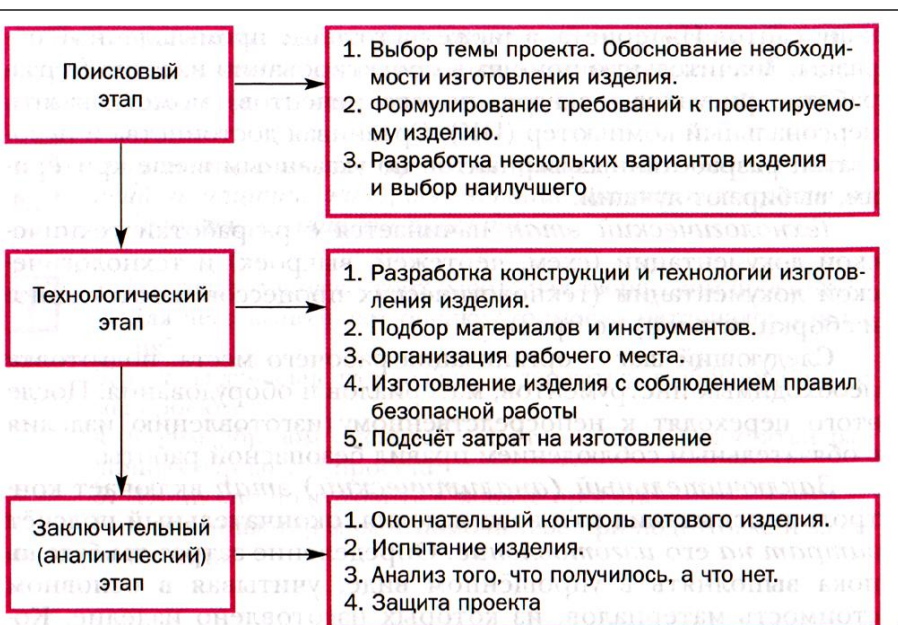 Поисковый
этап
1. Выбор темы проекта. Обоснование необходи-
мости изготовления изделия.
2. Формулирование требований к проектируемо-
му изделию.
3. Разработка нескольких вариантов изделия
и выбор наилучшего
Технологический
этап
1. Разработка конструкции и технологии изготов-
ления изделия.
2. Подбор материалов и инструментов.
3. Организация рабочего места.
4. Изготовление изделия с соблюдением правил
безопасной работы
5. Подсчёт затрат на изготовление
Заключительный
(аналитический)
этап
1. Окончательный контроль готового изделия.
2. Испытание изделия.
3. Анализ того, что получилось, а что нет.
4. Защита проекта